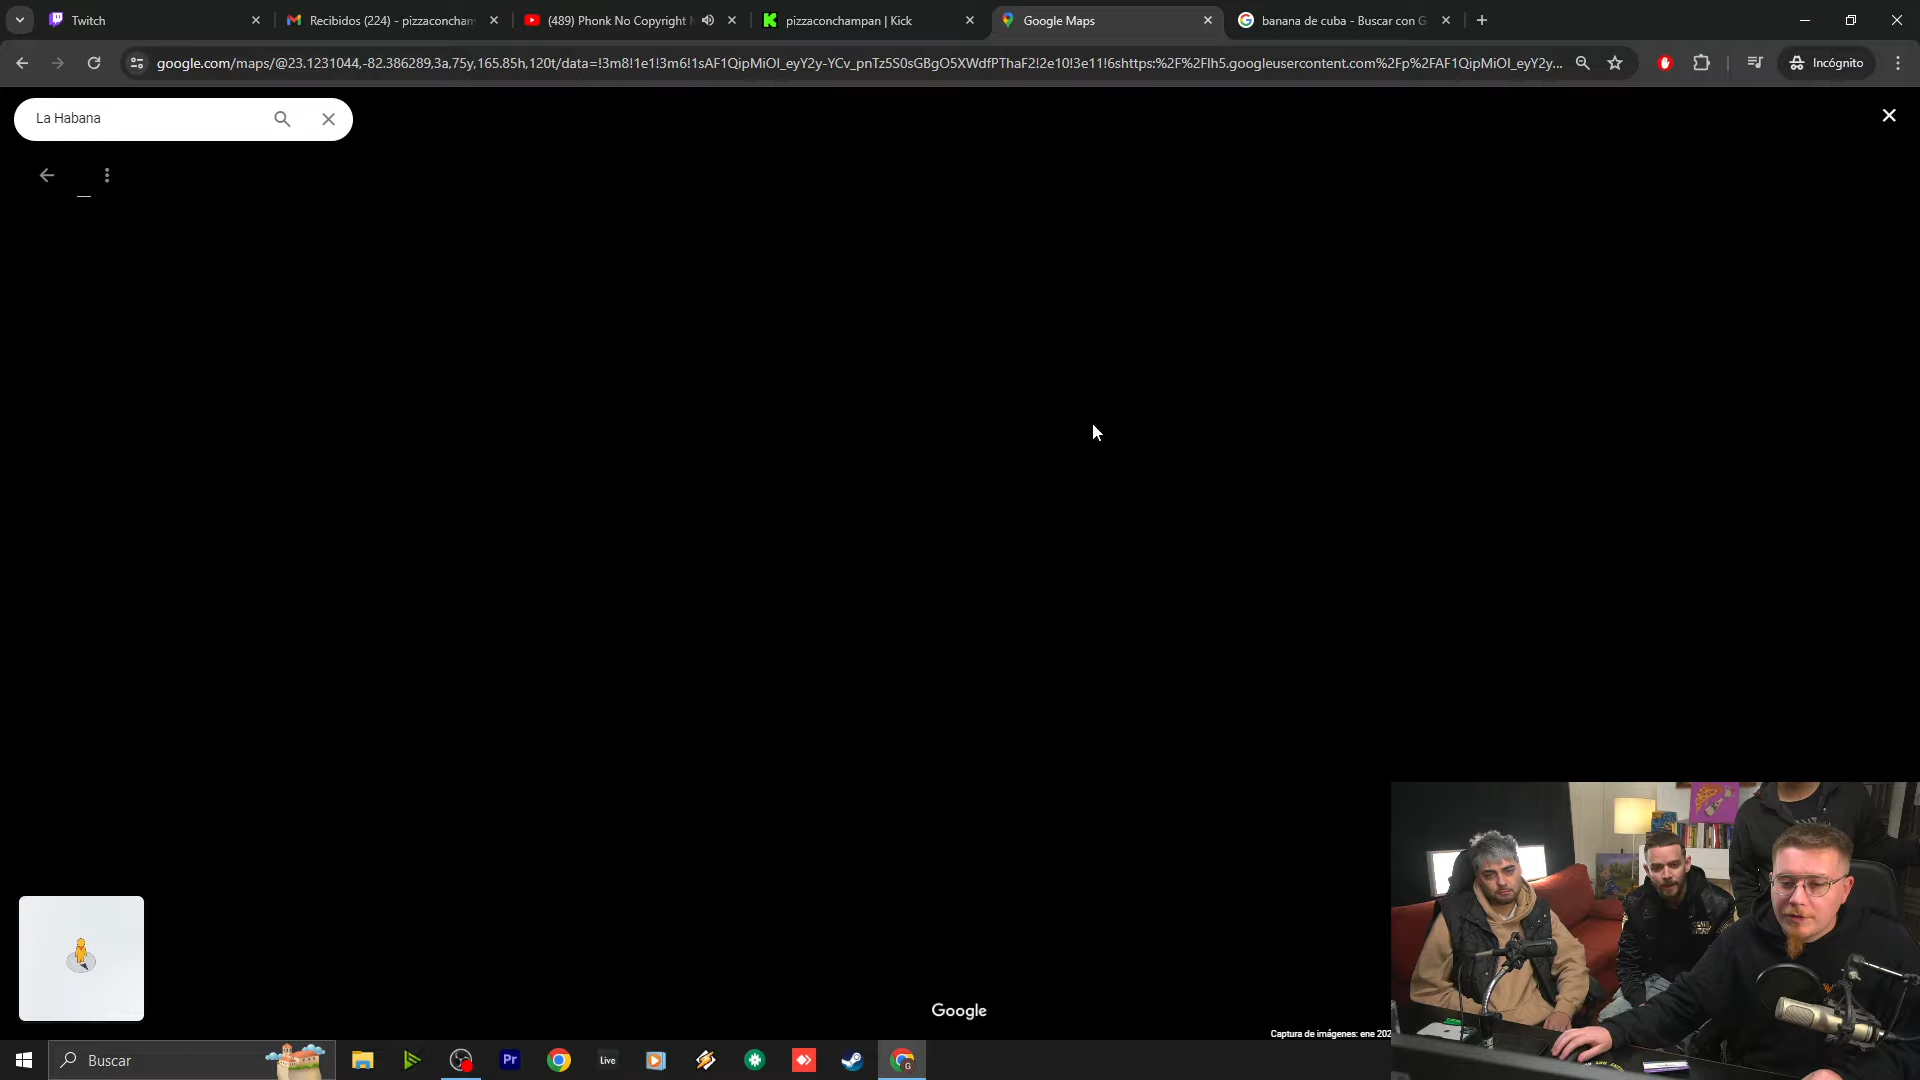 Twitch
Recibidos (224) - pizzaconcham
(489) Phonk No Copyright
pizzaconchampan | Kick
Google Maps
banana de cuba - Buscar con G
google.com/maps/@23.1231044,-82.386289,3a,75y,165.85h,120t/data=!3m8!1e1!3m6!1sAF1QipMiOl_eyY2y-YCv_pnTz5S0sGBgO5XWdfPThaF2!2e10!3e11!6shttps:%2F%2Flh5.googleusercontent.com%2Fp%2FAF1QipMiOl_eyY2y...
Incógnito
La Habana
Google
Captura de imágenes: ene 202
Buscar
Pr
Live
G